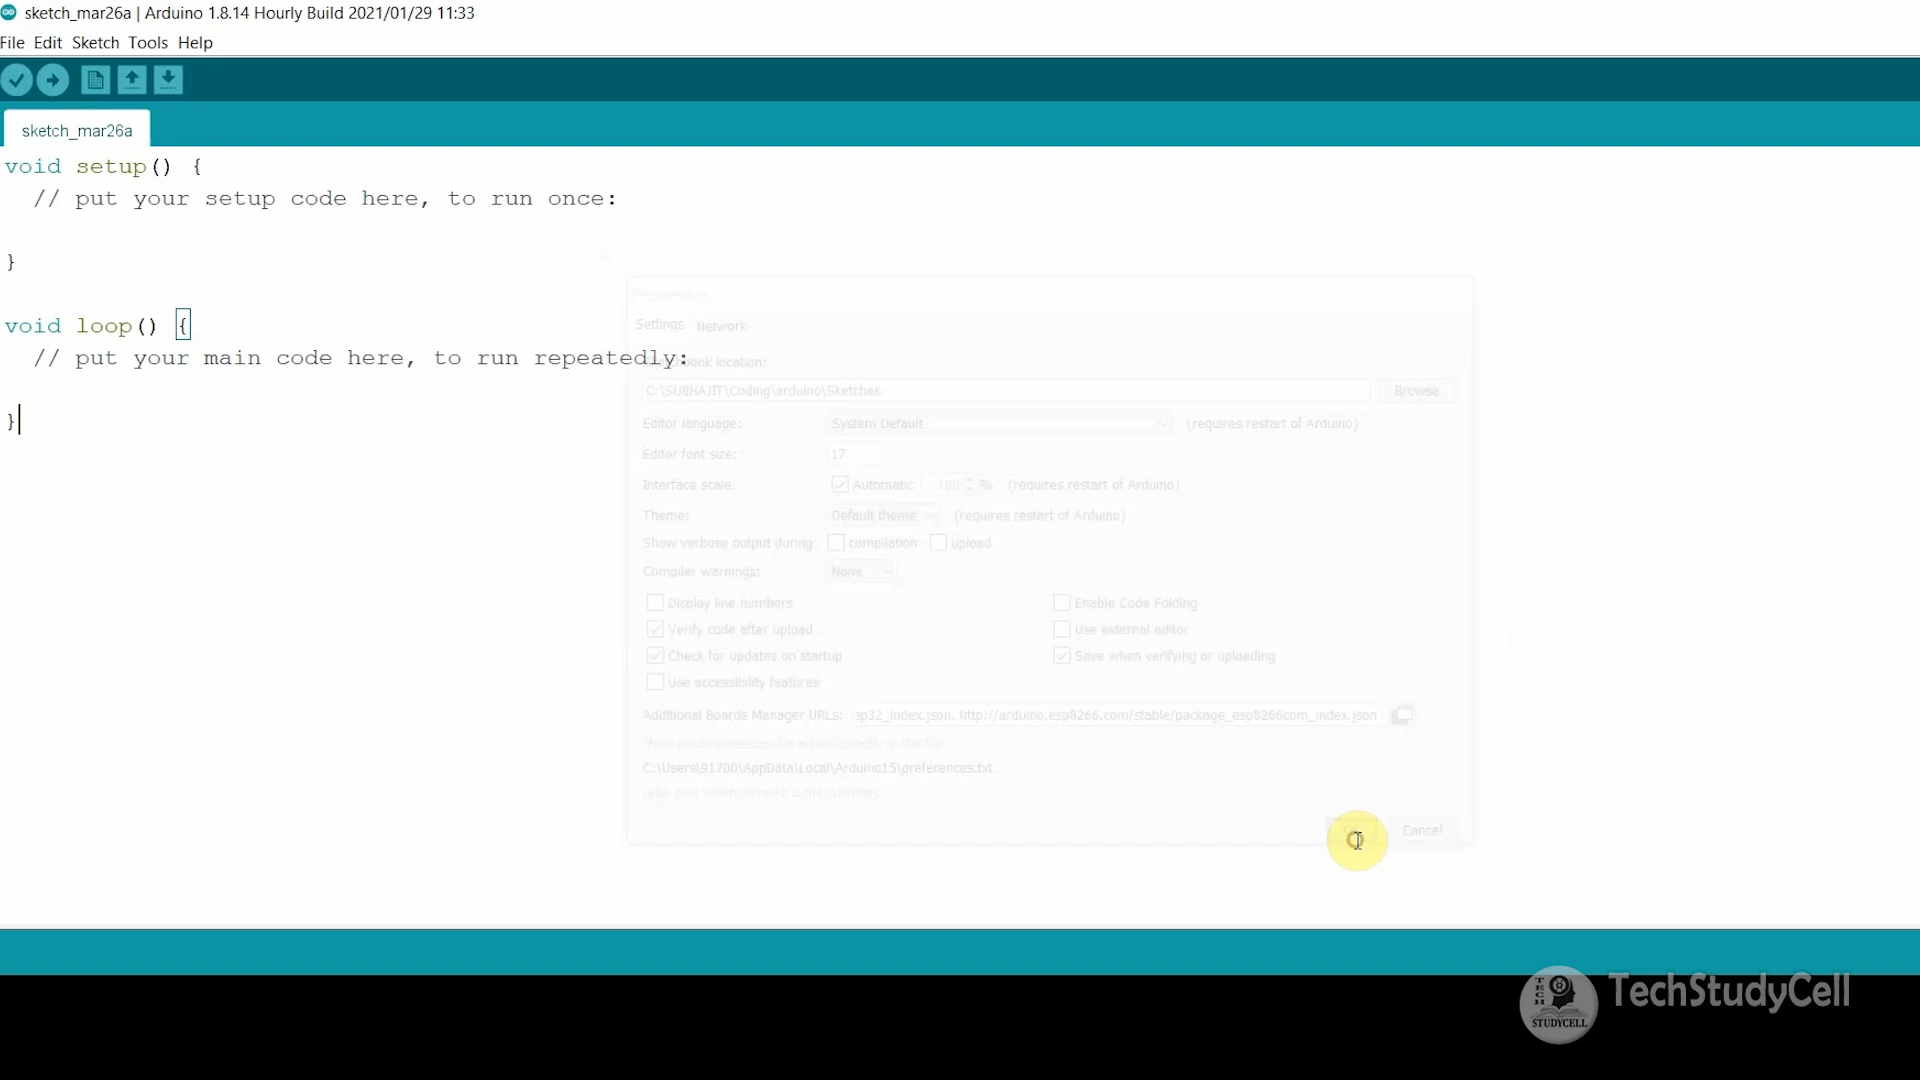 sketch_mar26a | Arduino 1.8.14 Hourly Build 2021/01/29 11:33
File Edit Sketch Tools Help
sketch_mar26a
void setup() {
// put your setup code here, to run once:
}
void loop() {
// put your main code here, to run repeatedly:
}
Settings Network
location:
C:\SUBHAJIT\Coding\arduino\Sketches Browse
Editor language: System Default (requires restart of Arduino)
Editor font size: 17
Interface scale: Automatic 100 % (requires restart of Arduino)
Theme: Default theme (requires restart of Arduino)
Show verbose output during: compilation upload
Compiler warnings: None
Display line numbers Enable Code Folding
Verify code after upload Use external editor
Check for updates on startup Save when verifying or uploading
Use accessibility features
Additional Boards Manager URLs: sp32_index.json, http://arduino.esp8266.com/stable/package_esp8266com_index.json
C:\Users\91700\AppData\Local\Arduino15\preferences.txt
Cancel
TECH
STUDYCELL
TechStudyCell